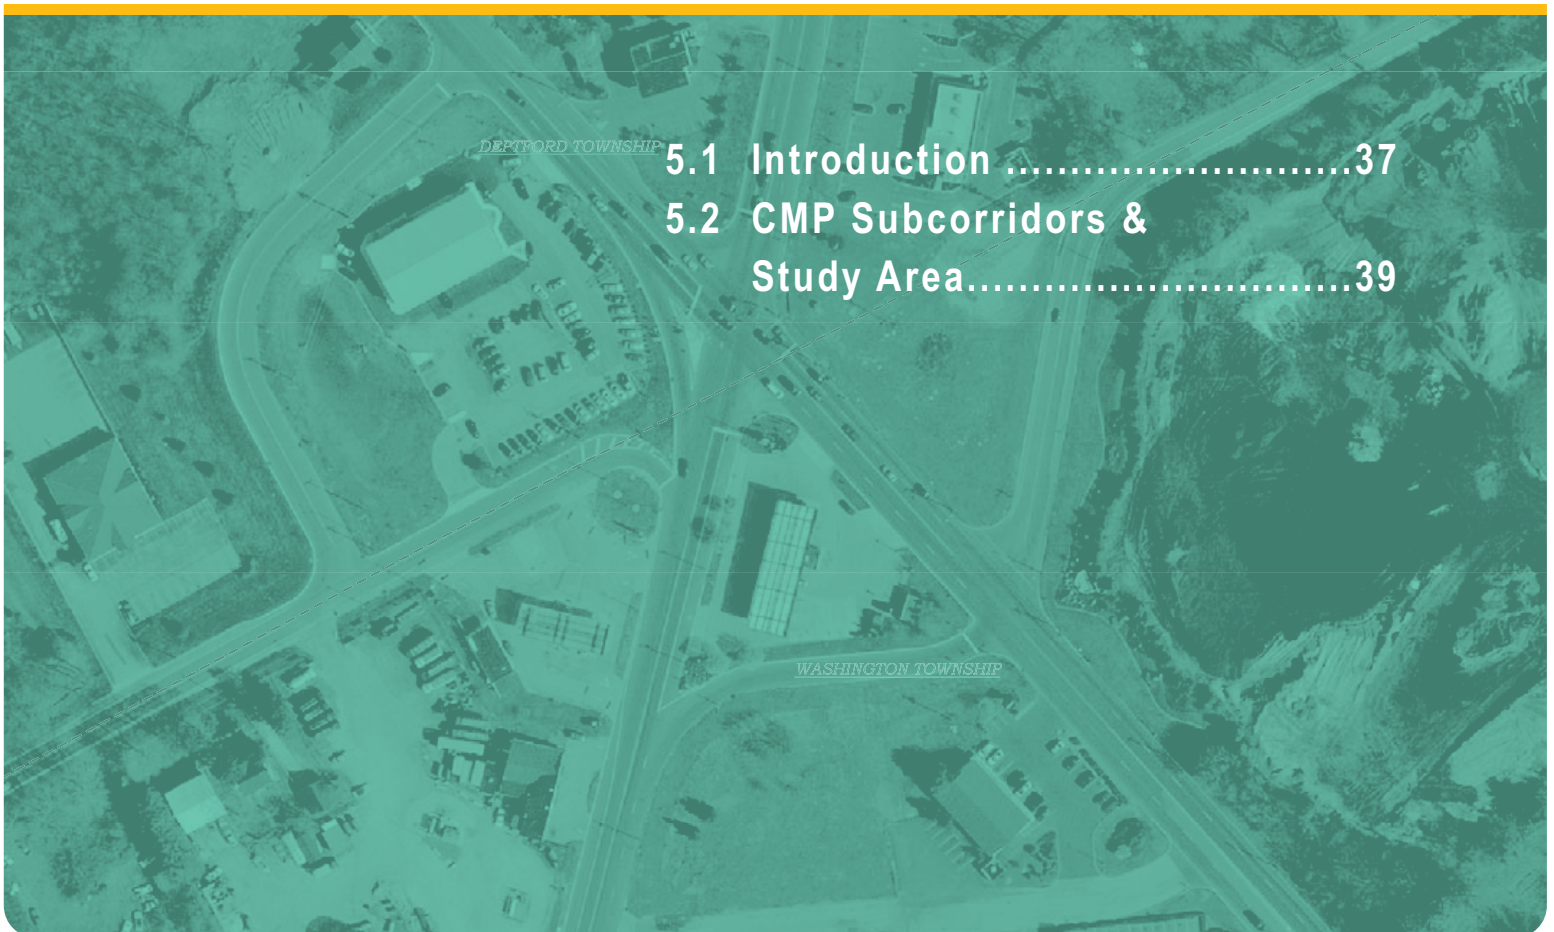 DEPTFORD TOWNSHIP
5.1 Introduction ...........................37
5.2 CMP Subcorridors &
Study Area..............................39
WASHINGTON TOWNSHIP